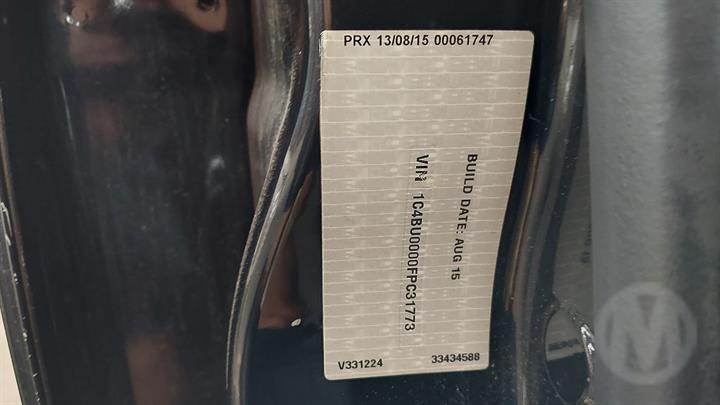 PRX 13/08/15 00061747
BUILD DATE: AUG 15
VIN 1C4BU0000FPC31773
V331224 33434588
M